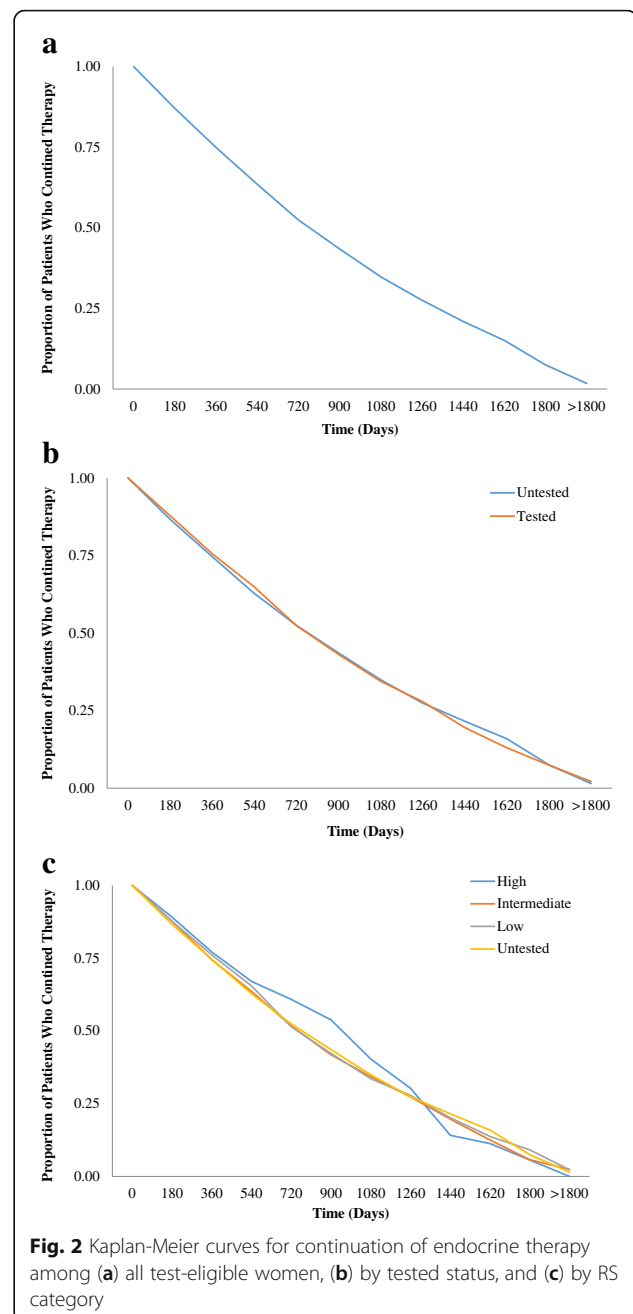 a
Proportion of Patients Who Contined Therapy
1.00
0.75
0.50
0.25
0.00
0 180 360 540 720 900 1080 1260 1440 1620 1800 >1800
Time (Days)
b
Proportion of Patients Who Contined Therapy
1.00
0.75
0.50
0.25
0.00
Untested
Tested
0 180 360 540 720 900 1080 1260 1440 1620 1800 >1800
Time (Days)
c
Proportion of Patients Who Contined Therapy
1.00
0.75
0.50
0.25
0.00
High
Intermediate
Low
Untested
0 180 360 540 720 900 1080 1260 1440 1620 1800 >1800
Time (Days)
Fig. 2 Kaplan-Meier curves for continuation of endocrine therapy
among (a) all test-eligible women, (b) by tested status, and (c) by RS
category